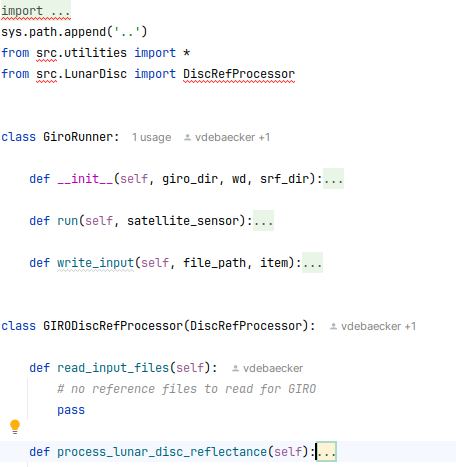 import ...
sys.path.append('..')
from src.utilities import *
from src.LunarDisc import DiscRefProcessor
class GiroRunner: 1 usage vdebaecker +1
def __init__(self, giro_dir, wd, srf_dir):...
def run(self, satellite_sensor):...
def write_input(self, file_path, item):...
class GIRODiscRefProcessor(DiscRefProcessor): vdebaecker +1
def read_input_files(self): vdebaecker
# no reference files to read for GIRO
pass
def process_lunar_disc_reflectance(self):...